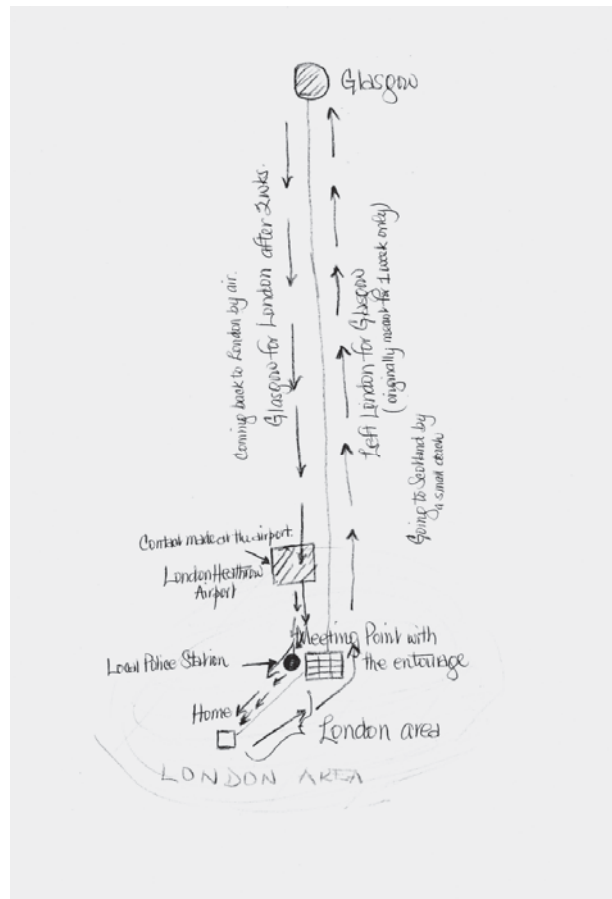 Glasgow
Coming back to London by air.
Glasgow for London after 2 wks.
Left London for Glasgow
(originally meant for 1 week only)
Going to Scotland by
a small coach
Contact made at the airport.
London Heathrow
Airport
Meeting Point with
the entourage
Local Police Station
Home
London area
LONDON AREA